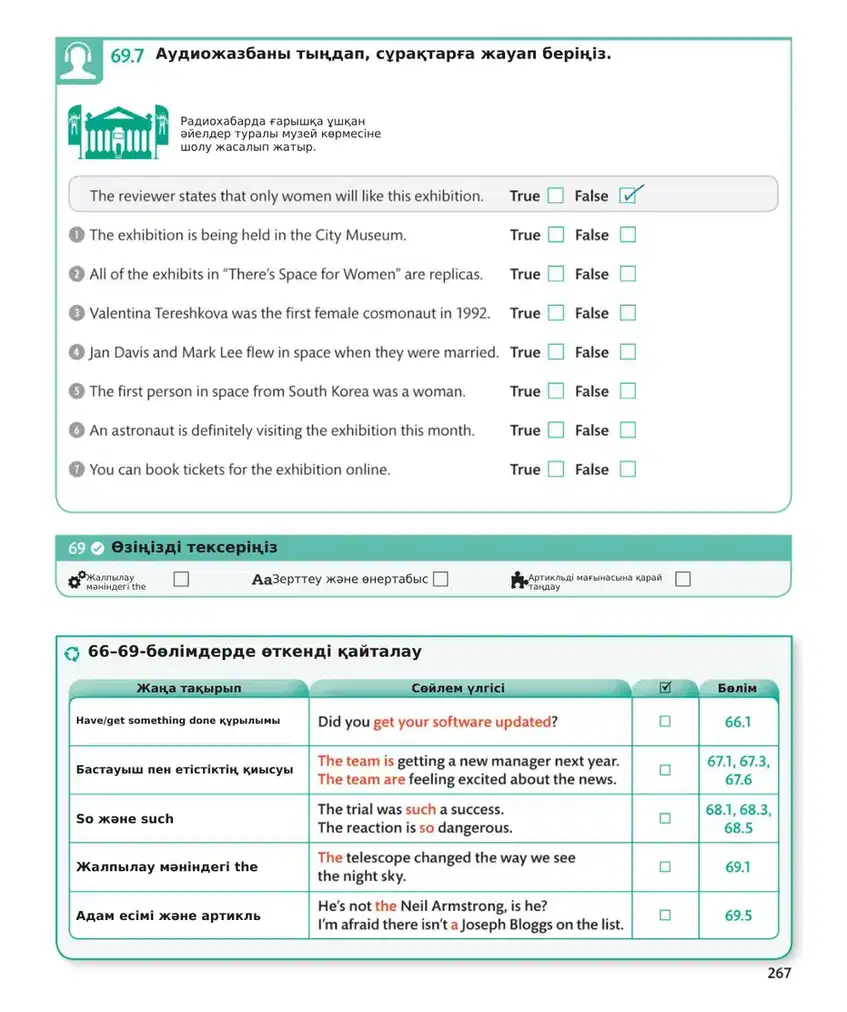 69.7 Аудиожазбаны тыңдап, сұрақтарға жауап беріңіз.
Радиохабарда ғарышқа ұшқан
әйелдер туралы музей көрмесіне
шолу жасалып жатыр.
The reviewer states that only women will like this exhibition. True False
1 The exhibition is being held in the City Museum. True False
2 All of the exhibits in “There’s Space for Women” are replicas. True False
3 Valentina Tereshkova was the first female cosmonaut in 1992. True False
4 Jan Davis and Mark Lee flew in space when they were married. True False
5 The first person in space from South Korea was a woman. True False
6 An astronaut is definitely visiting the exhibition this month. True False
7 You can book tickets for the exhibition online. True False
69 Өзіңізді тексеріңіз
Жалпылау
мәніндегі the
Aa Зерттеу және өнертабыс
Артикльді мағынасына қарай
таңдау
66–69-бөлімдерде өткенді қайталау
Жаңа тақырып Сөйлем үлгісі Бөлім
Have/get something done құрылымы Did you get your software updated? 66.1
Бастауыш пен етістіктің қиысуы
The team is getting a new manager next year.
The team are feeling excited about the news.
67.1, 67.3,
67.6
So және such
The trial was such a success.
The reaction is so dangerous.
68.1, 68.3,
68.5
Жалпылау мәніндегі the
The telescope changed the way we see
the night sky.
69.1
Адам есімі және артикль
He’s not the Neil Armstrong, is he?
I’m afraid there isn’t a Joseph Bloggs on the list.
69.5
267